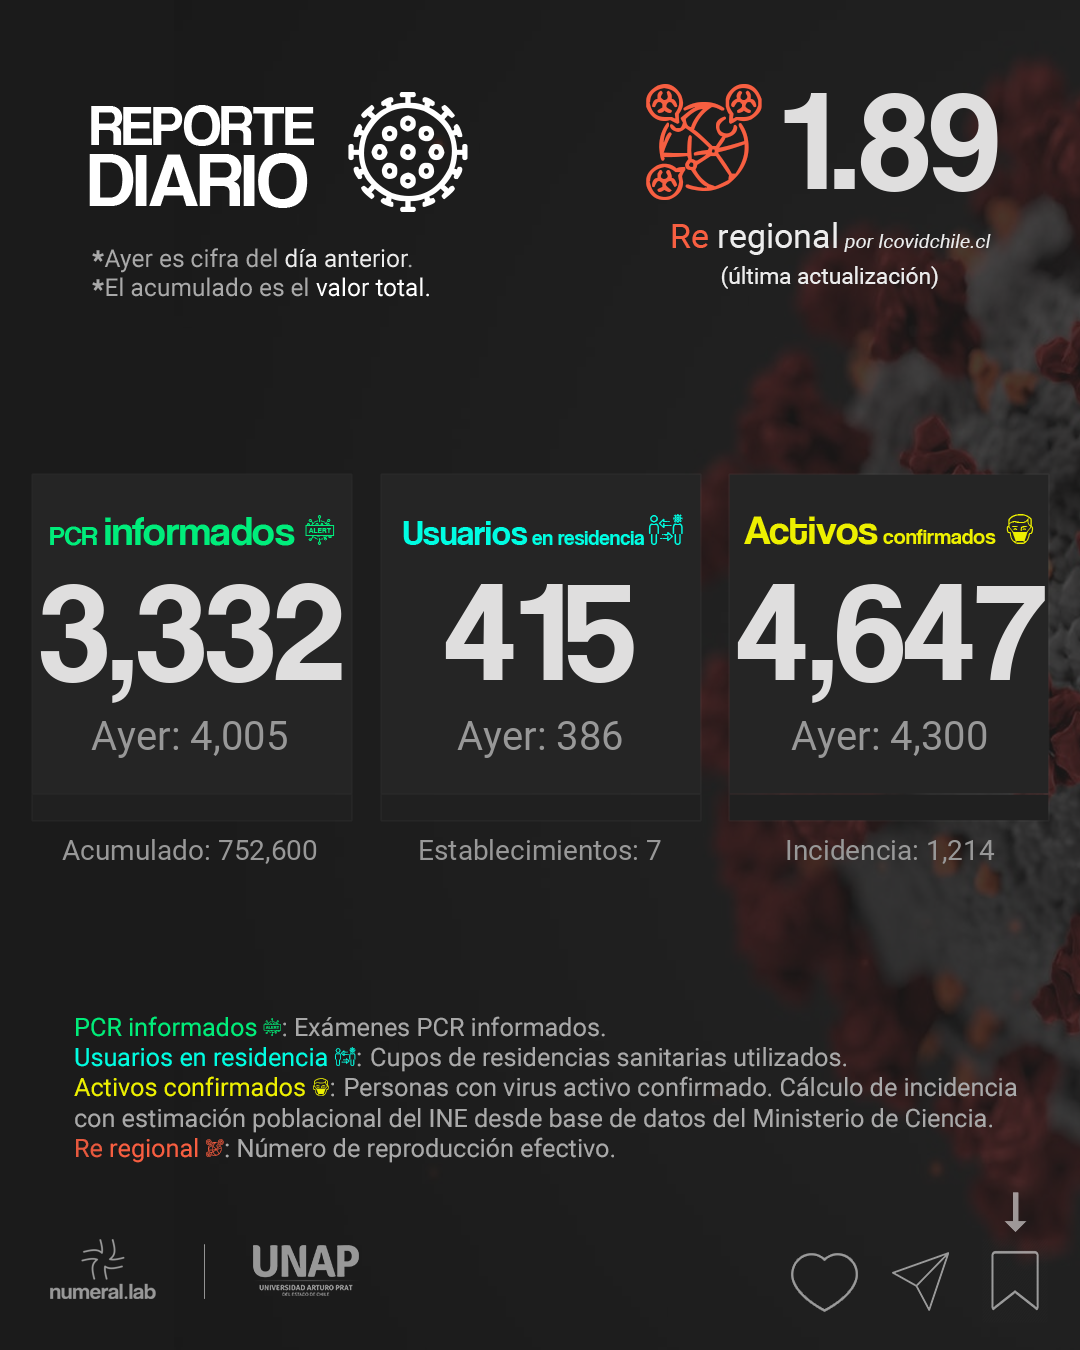 REPORTE
DIARIO
*Ayer es cifra del día anterior.
*El acumulado es el valor total.
1.89
Re regional por Icovidchile.cl
(última actualización)
PCR informados ALERT
3,332
Ayer: 4,005
Acumulado: 752,600
Usuarios en residencia
415
Ayer: 386
Establecimientos: 7
Activos confirmados
4,647
Ayer: 4,300
Incidencia: 1,214
PCR informados ALERT: Exámenes PCR informados.
Usuarios en residencia : Cupos de residencias sanitarias utilizados.
Activos confirmados : Personas con virus activo confirmado. Cálculo de incidencia
con estimación poblacional del INE desde base de datos del Ministerio de Ciencia.
Re regional : Número de reproducción efectivo.
numeral.lab
UNAP
UNIVERSIDAD ARTURO PRAT
DEL ESTADO DE CHILE